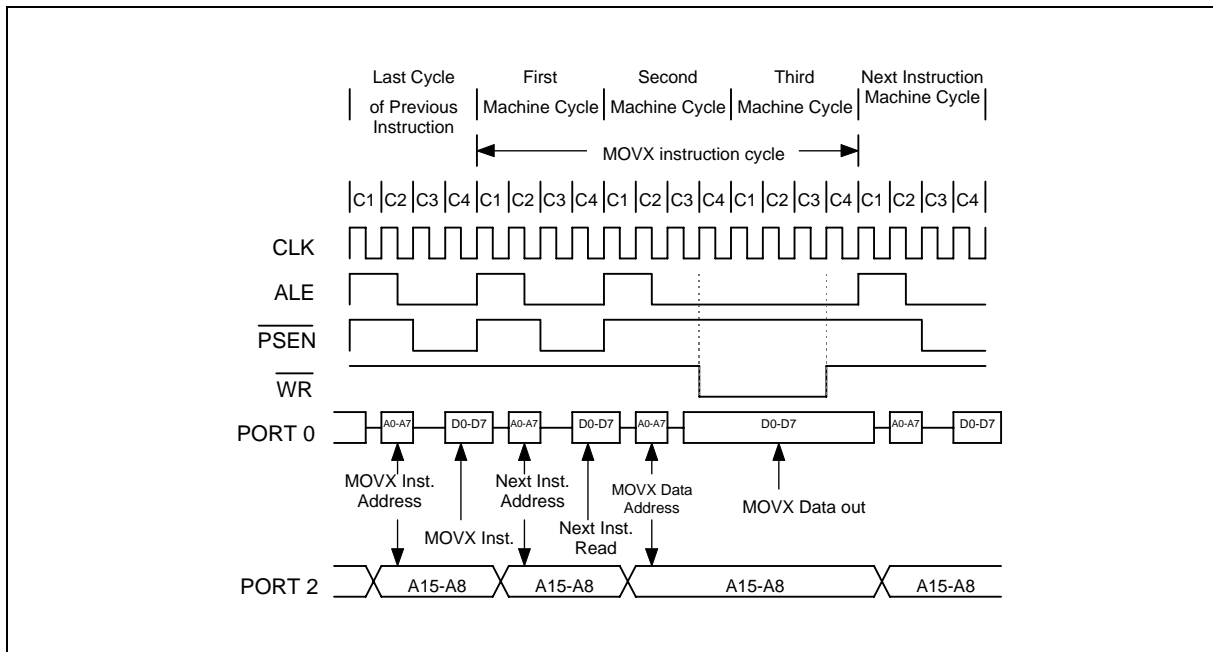 Last Cycle
of Previous
Instruction
First
Machine Cycle
Second
Machine Cycle
Third
Machine Cycle
Next Instruction
Machine Cycle
MOVX instruction cycle
C1 C2 C3 C4 C1 C2 C3 C4 C1 C2 C3 C4 C1 C2 C3 C4 C1 C2 C3 C4
CLK
ALE
PSEN
WR
PORT 0
A0-A7 D0-D7 A0-A7 D0-D7 A0-A7 D0-D7 A0-A7 D0-D7
MOVX Inst.
Address
MOVX Inst.
Next Inst.
Address
Next Inst.
Read
MOVX Data
Address
MOVX Data out
PORT 2
A15-A8 A15-A8 A15-A8 A15-A8